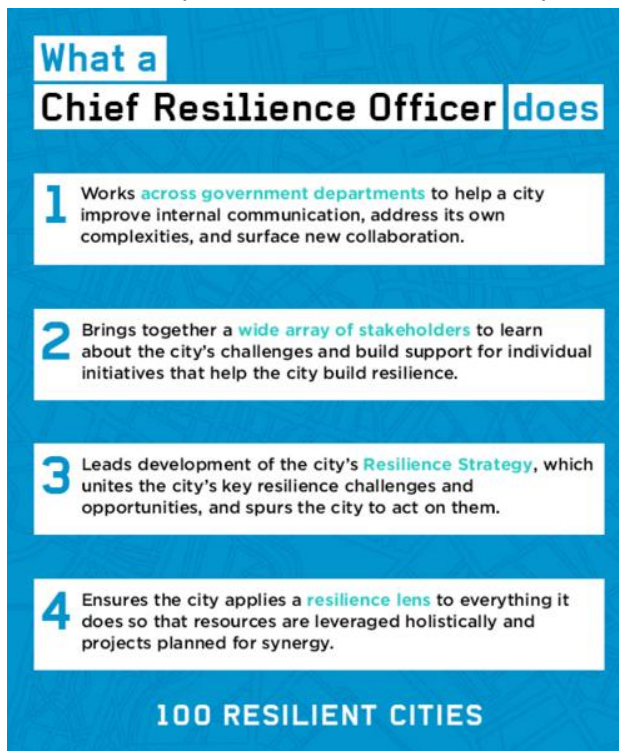 What a
Chief Resilience Officer does
1 Works across government departments to help a city
improve internal communication, address its own
complexities, and surface new collaboration.
2 Brings together a wide array of stakeholders to learn
about the city's challenges and build support for individual
initiatives that help the city build resilience.
3 Leads development of the city's Resilience Strategy, which
unites the city's key resilience challenges and
opportunities, and spurs the city to act on them.
4 Ensures the city applies a resilience lens to everything it
does so that resources are leveraged holistically and
projects planned for synergy.
100 RESILIENT CITIES